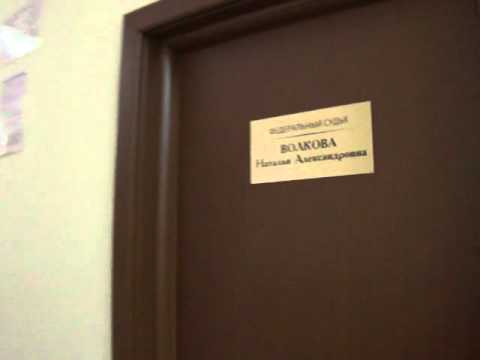 ФЕДЕРАЛЬНЫЙ СУДЬЯ
ВОЛКОВА
Наталья Александровна